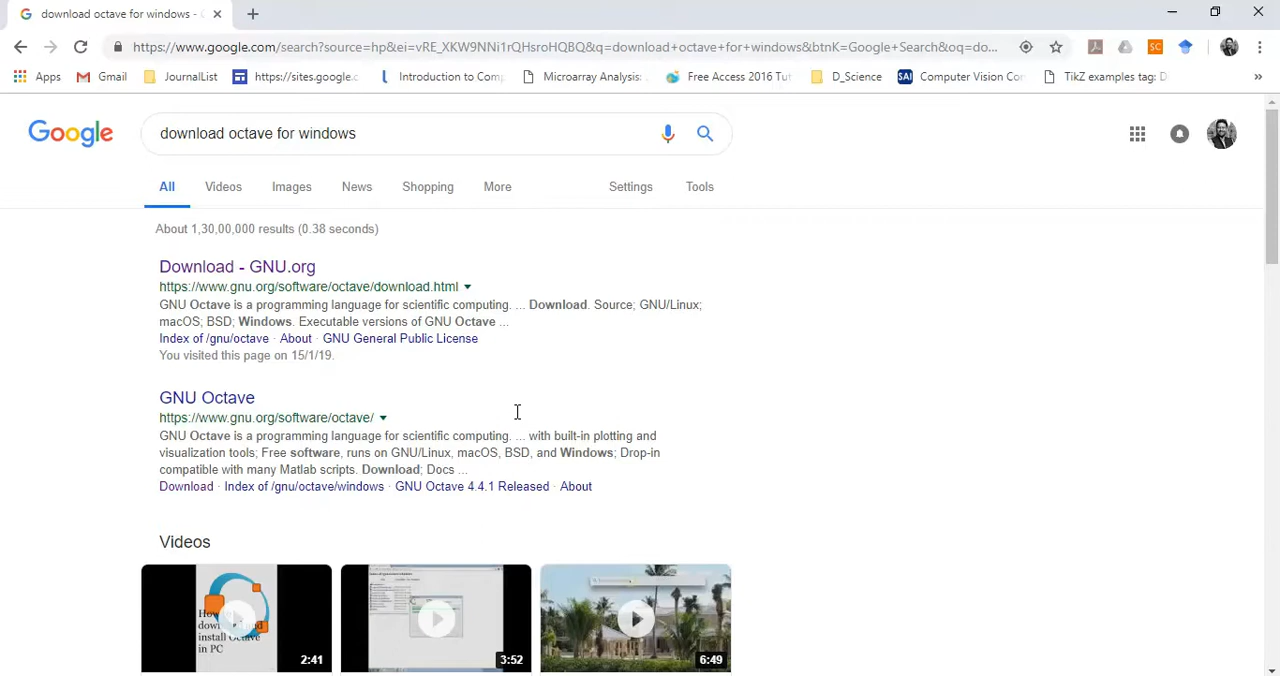 download octave for windows -
https://www.google.com/search?source=hp&ei=vRE_XKW9NNi1rQHsroHQBQ&q=download+octave+for+windows&btnK=Google+Search&oq=do...
Apps Gmail JournalList https://sites.google.c Introduction to Comp Microarray Analysis: Free Access 2016 Tut D_Science SAI Computer Vision Con TikZ examples tag: D »
Google download octave for windows
All Videos Images News Shopping More Settings Tools
About 1,30,00,000 results (0.38 seconds)
Download - GNU.org
https://www.gnu.org/software/octave/download.html
GNU Octave is a programming language for scientific computing. ... Download. Source; GNU/Linux;
macOS; BSD; Windows. Executable versions of GNU Octave ...
Index of /gnu/octave · About · GNU General Public License
You visited this page on 15/1/19.
GNU Octave
https://www.gnu.org/software/octave/
GNU Octave is a programming language for scientific computing. ... with built-in plotting and
visualization tools; Free software, runs on GNU/Linux, macOS, BSD, and Windows; Drop-in
compatible with many Matlab scripts. Download; Docs ...
Download · Index of /gnu/octave/windows · GNU Octave 4.4.1 Released · About
Videos
install Octave
in PC
2:41 3:52 6:49